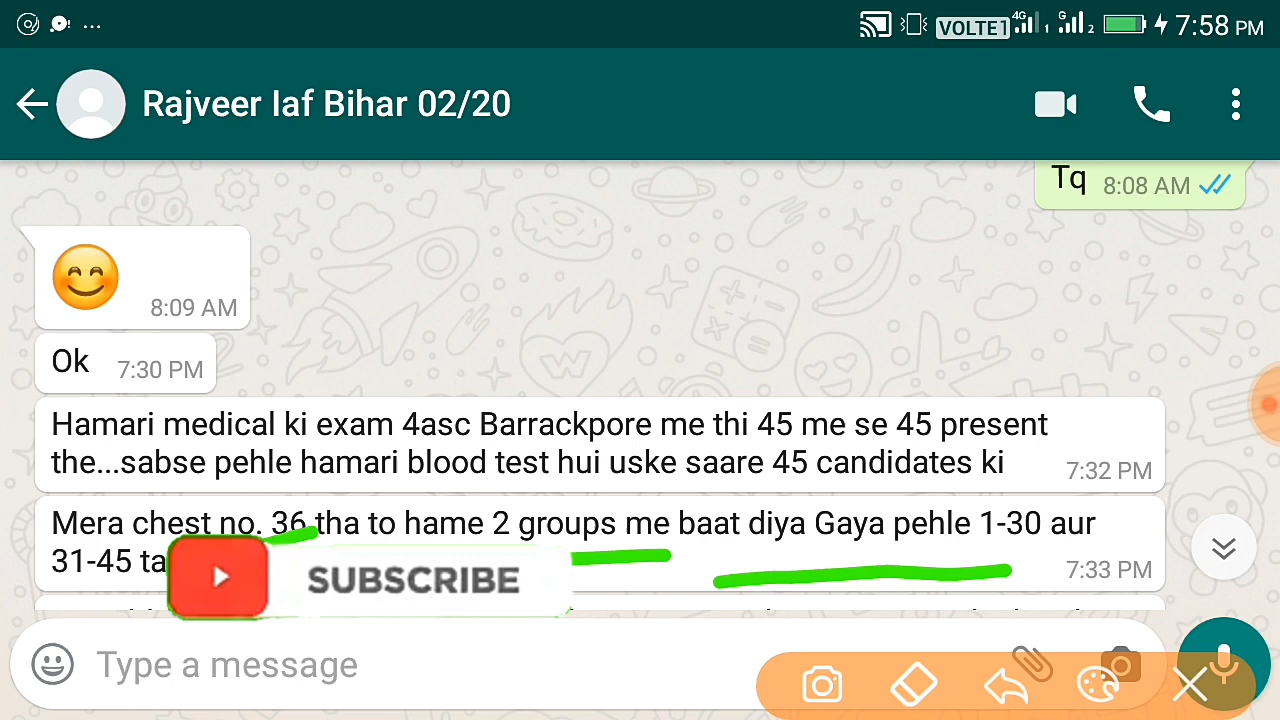 VOLTE1 4G 1 G 2 7:58 PM
Rajveer Iaf Bihar 02/20
Tq 8:08 AM
8:09 AM
Ok 7:30 PM
Hamari medical ki exam 4asc Barrackpore me thi 45 me se 45 present
the...sabse pehle hamari blood test hui uske saare 45 candidates ki 7:32 PM
Mera chest no. 36 tha to hame 2 groups me baat diya Gaya pehle 1-30 aur
31-45 ta 7:33 PM
SUBSCRIBE
Type a message